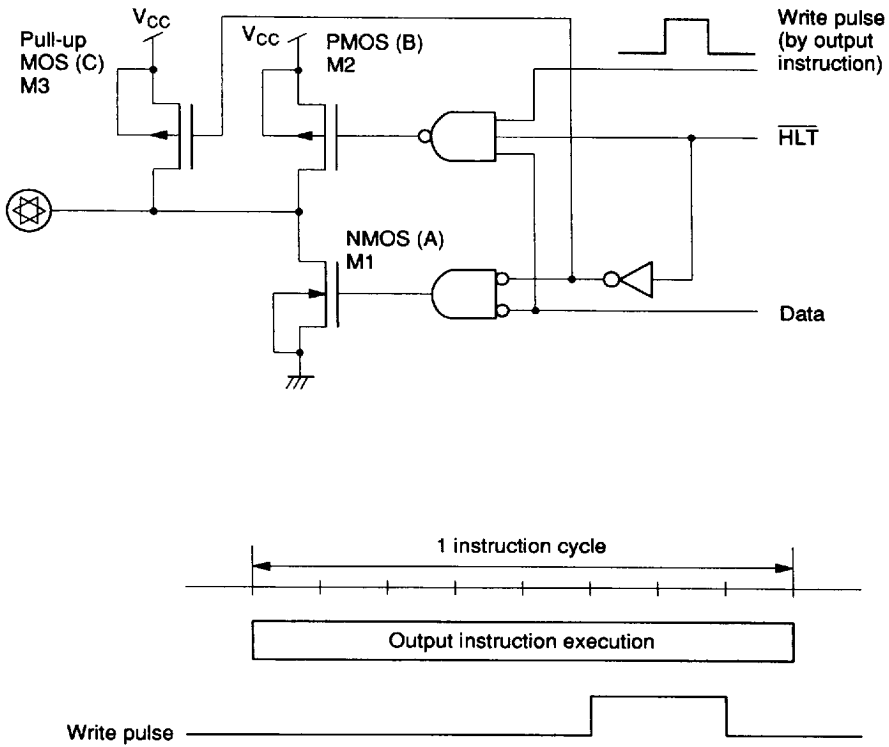 Pull-up
MOS (C)
M3
VCC
VCC
PMOS (B)
M2
Write pulse
(by output
instruction)
HLT
NMOS (A)
M1
Data
1 instruction cycle
Output instruction execution
Write pulse